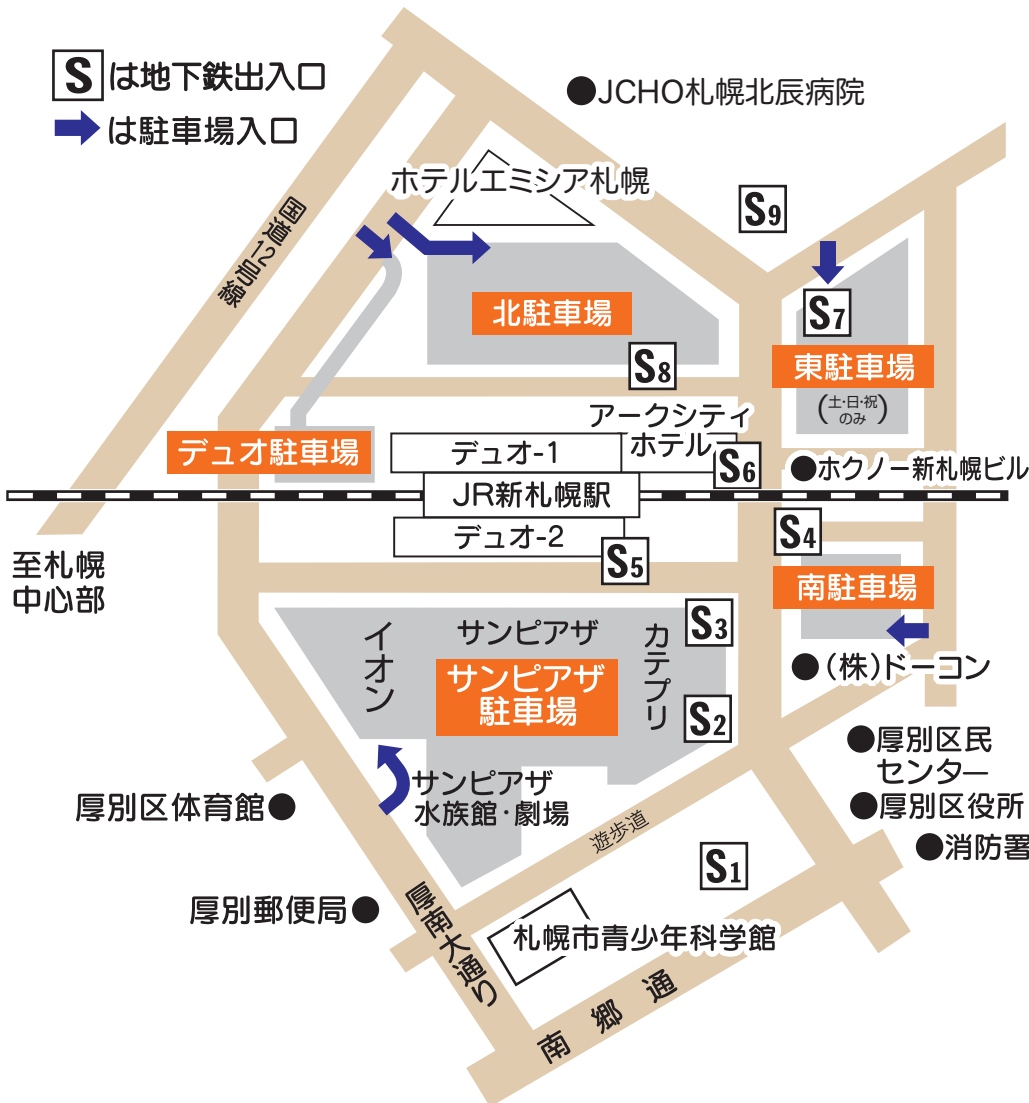 Sは地下鉄出入口
は駐車場入口
JCHO札幌北辰病院
ホテルエミシア札幌
S9
国道12号線
S7
北駐車場
東駐車場
(土・日・祝
のみ)
S8
アークシティ
ホテル
デュオ駐車場
デュオ-1
S6
ホクノー新札幌ビル
JR新札幌駅
デュオ-2
S4
S5
至札幌
中心部
南駐車場
イオン
サンピアザ
カテプリ
S3
サンピアザ
駐車場
(株)ドーコン
S2
厚別区民
センター
サンピアザ
水族館・劇場
厚別区体育館
厚別区役所
遊歩道
消防署
S1
厚別郵便局
厚南大通り
札幌市青少年科学館
南郷通